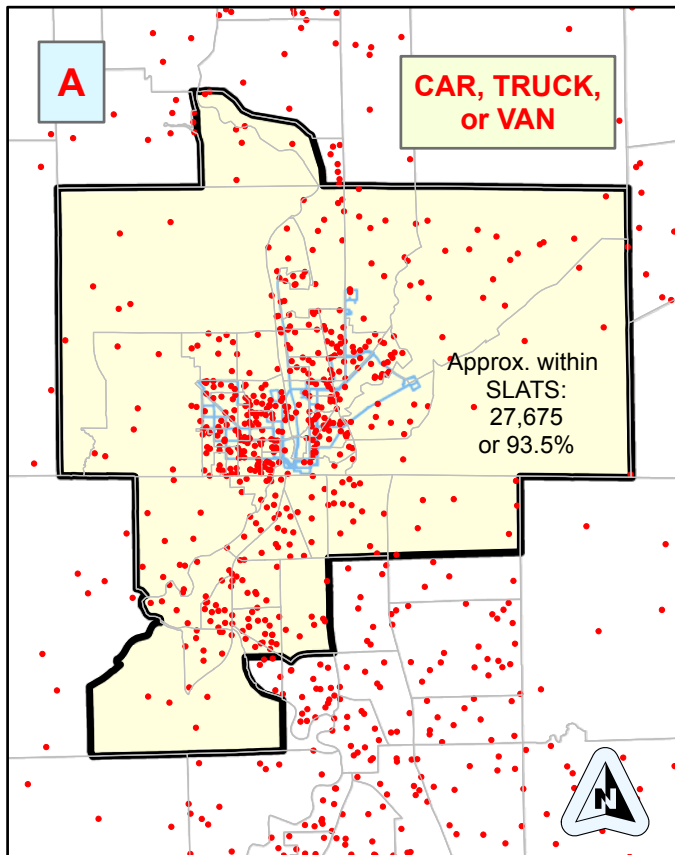 A
CAR, TRUCK,
or VAN
Approx. within
SLATS:
27,675
or 93.5%
N